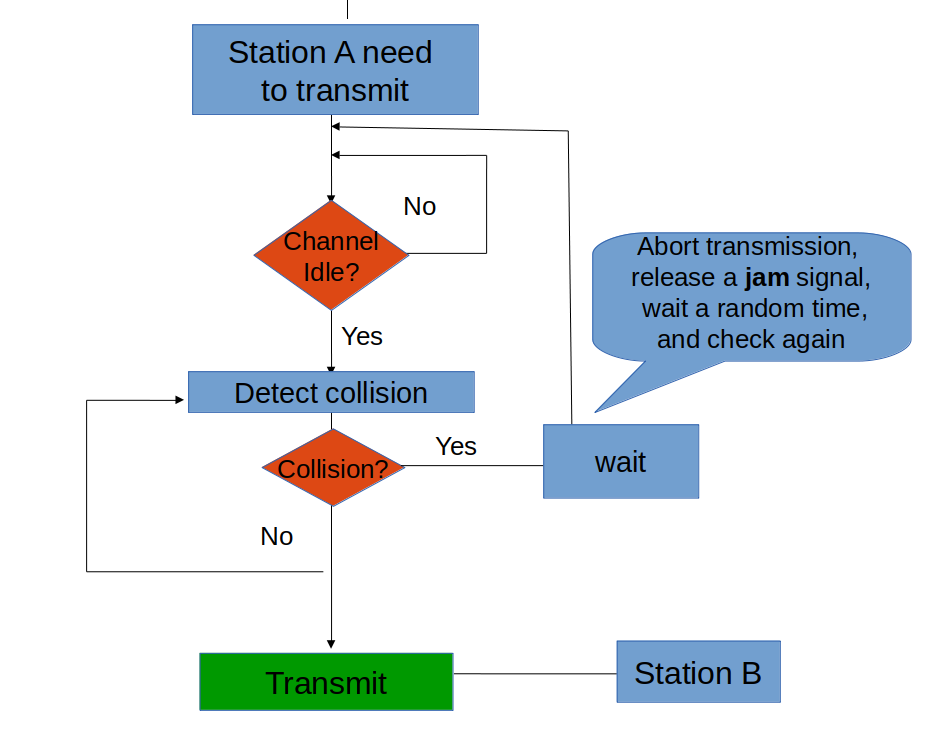 Station A need
to transmit
No
Channel
Idle?
Abort transmission,
release a jam signal,
wait a random time,
and check again
Yes
Detect collision
Yes
Collision?
wait
No
Transmit
Station B